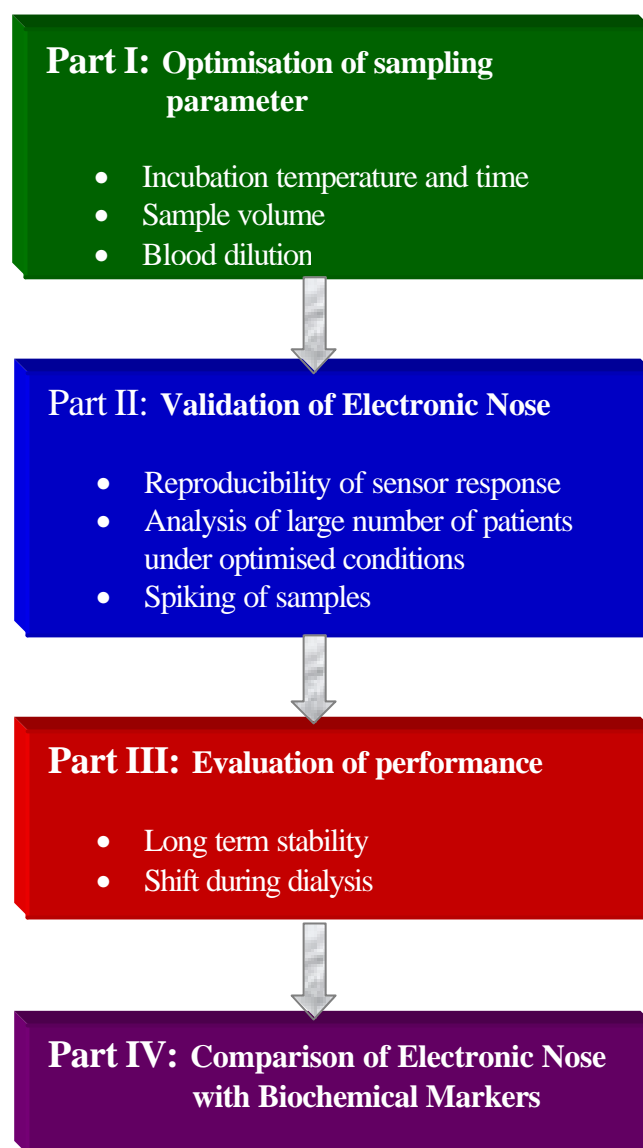 Part I: Optimisation of sampling
parameter
• Incubation temperature and time
• Sample volume
• Blood dilution
Part II: Validation of Electronic Nose
• Reproducibility of sensor response
• Analysis of large number of patients
under optimised conditions
• Spiking of samples
Part III: Evaluation of performance
• Long term stability
• Shift during dialysis
Part IV: Comparison of Electronic Nose
with Biochemical Markers